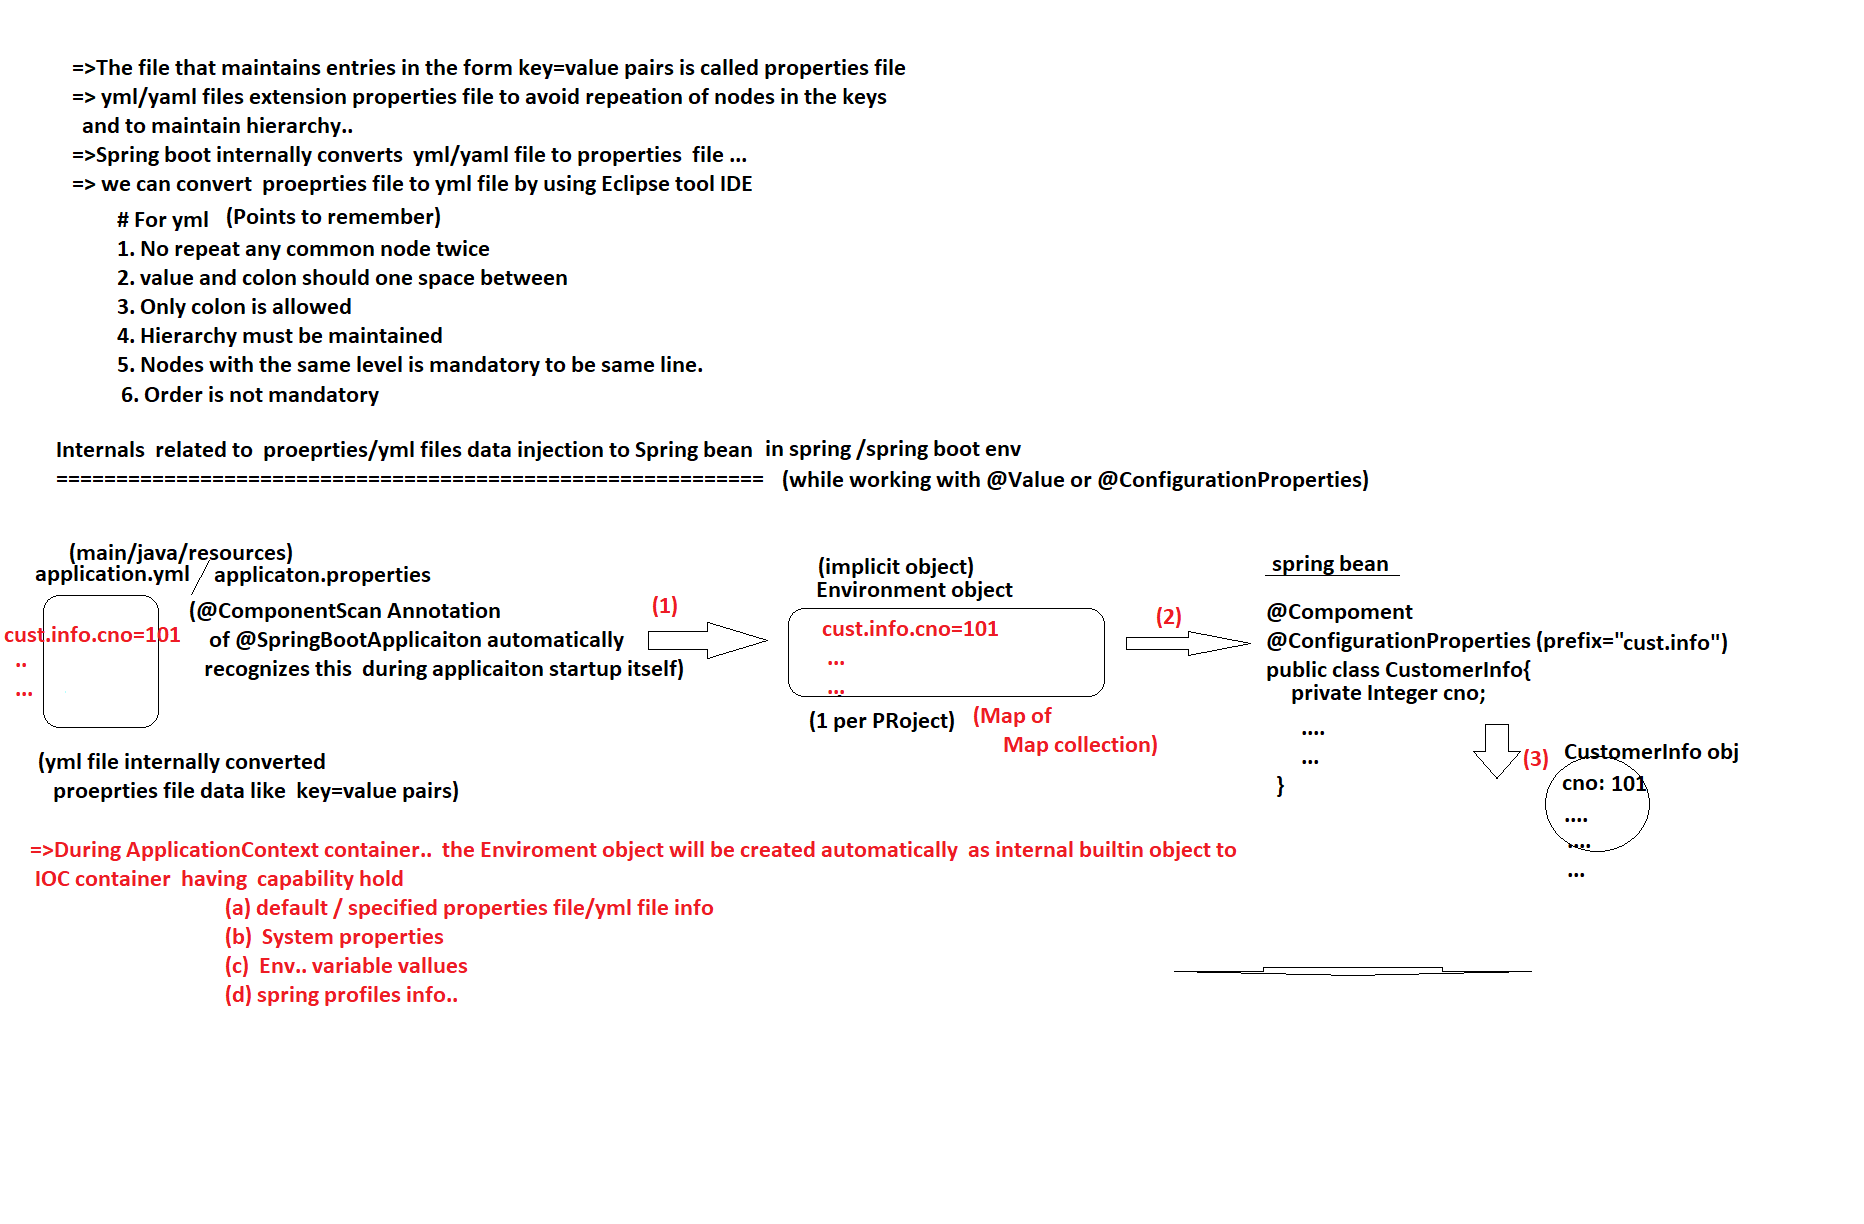 =>The file that maintains entries in the form key=value pairs is called properties file
=> yml/yaml files extension properties file to avoid repeation of nodes in the keys
and to maintain hierarchy..
=>Spring boot internally converts yml/yaml file to properties file ...
=> we can convert proeprties file to yml file by using Eclipse tool IDE
# For yml (Points to remember)
1. No repeat any common node twice
2. value and colon should one space between
3. Only colon is allowed
4. Hierarchy must be maintained
5. Nodes with the same level is mandatory to be same line.
6. Order is not mandatory
Internals related to proeprties/yml files data injection to Spring bean in spring /spring boot env
=========================================================== (while working with @Value or @ConfigurationProperties)
(main/java/resources)
application.yml / applicaton.properties
cust.info.cno=101
..
...
(@ComponentScan Annotation
of @SpringBootApplicaiton automatically
recognizes this during applicaiton startup itself)
(yml file internally converted
proeprties file data like key=value pairs)
(1)
(implicit object)
Environment object
cust.info.cno=101
...
...
(1 per PRoject) (Map of
Map collection)
(2)
spring bean
@Compoment
@ConfigurationProperties (prefix="cust.info")
public class CustomerInfo{
private Integer cno;
....
...
}
(3)
CustomerInfo obj
cno: 101
....
....
...
=>During ApplicationContext container.. the Enviroment object will be created automatically as internal builtin object to
IOC container having capability hold
(a) default / specified properties file/yml file info
(b) System properties
(c) Env.. variable vallues
(d) spring profiles info..